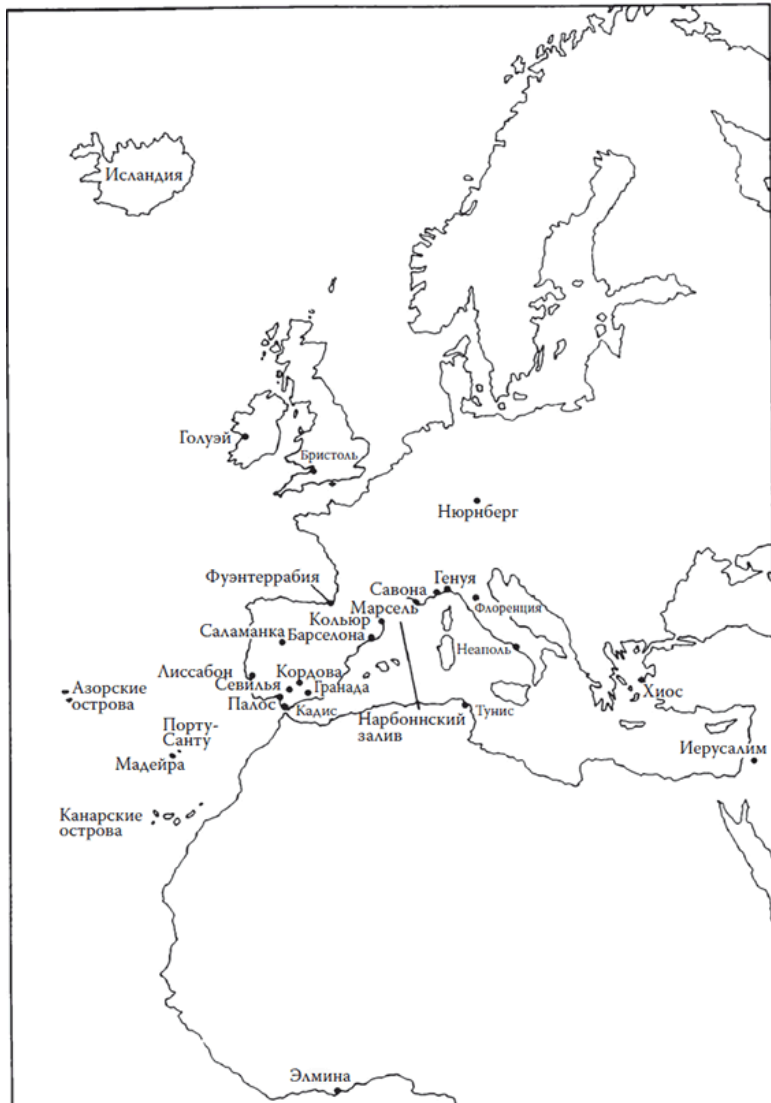 Исландия
Голуэй
Бристоль
Нюрнберг
Фуэнтеррабия
Генуя
Савона
Марсель
Флоренция
Кольюр
Саламанка
Барселона
Неаполь
Лиссабон
Кордова
Севилья
Гранада
Хиос
Азорские
острова
Палос
Кадис
Тунис
Нарбоннский
залив
Порту-
Санту
Мадейра
Иерусалим
Канарские
острова
Элмина